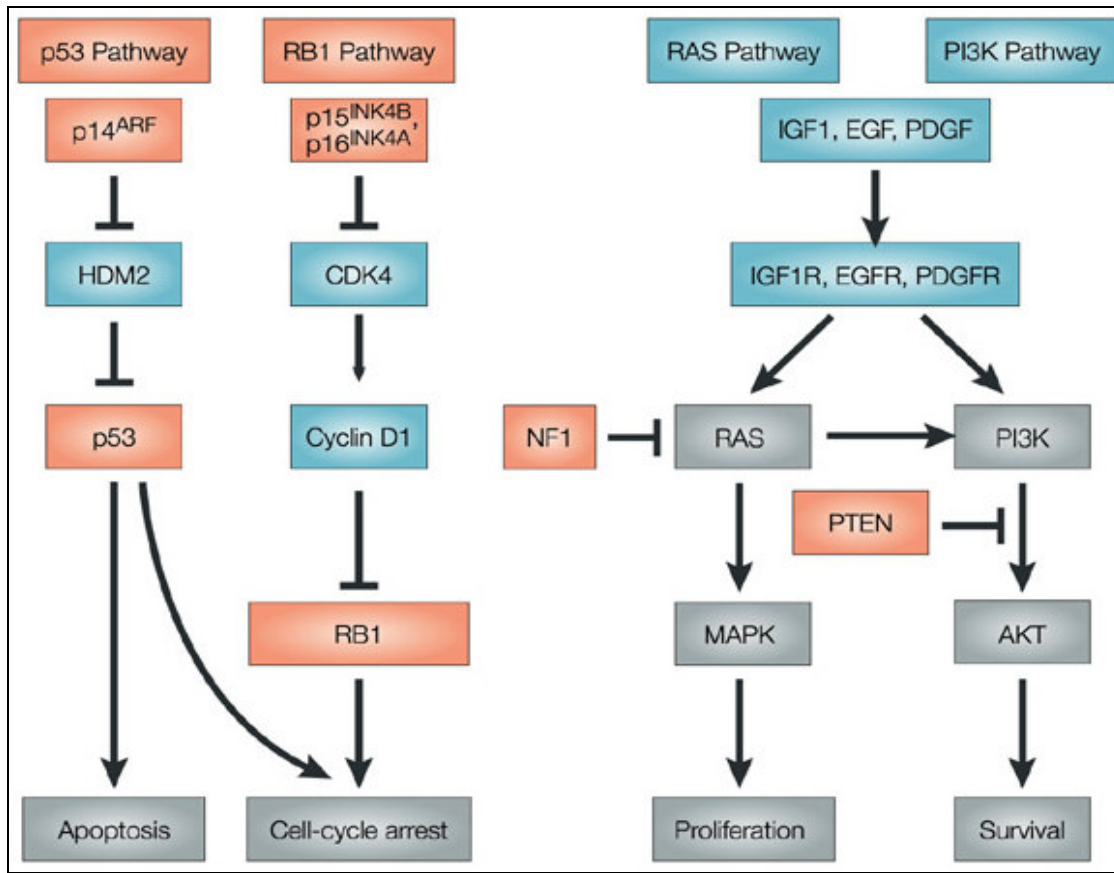 p53 Pathway
RB1 Pathway
RAS Pathway
PI3K Pathway
p14ARF
p15INK4B,
p16INK4A
IGF1, EGF, PDGF
HDM2
CDK4
IGF1R, EGFR, PDGFR
p53
Cyclin D1
NF1
RAS
PI3K
PTEN
RB1
MAPK
AKT
Apoptosis
Cell-cycle arrest
Proliferation
Survival